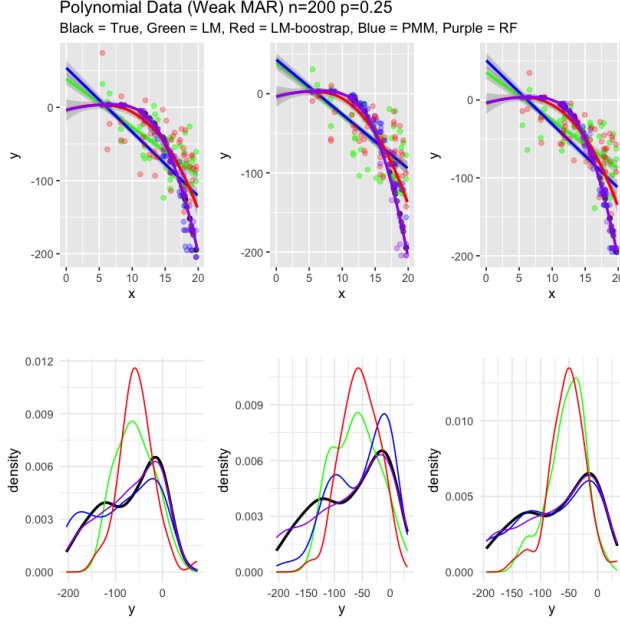 Polynomial Data (Weak MAR) n=200 p=0.25
Black = True, Green = LM, Red = LM-boostrap, Blue = PMM, Purple = RF
0
-100
-200
y
0 5 10 15 20
x
0
-100
-200
y
0 5 10 15 20
x
0
-50
-100
-150
-200
y
0 5 10 15 20
x
0.012
0.009
0.006
0.003
0.000
density
-200 -100 0
y
0.009
0.006
0.003
0.000
density
-200 -150 -100 -50 0
y
0.010
0.005
0.000
density
-200 -150 -100 -50 0
y